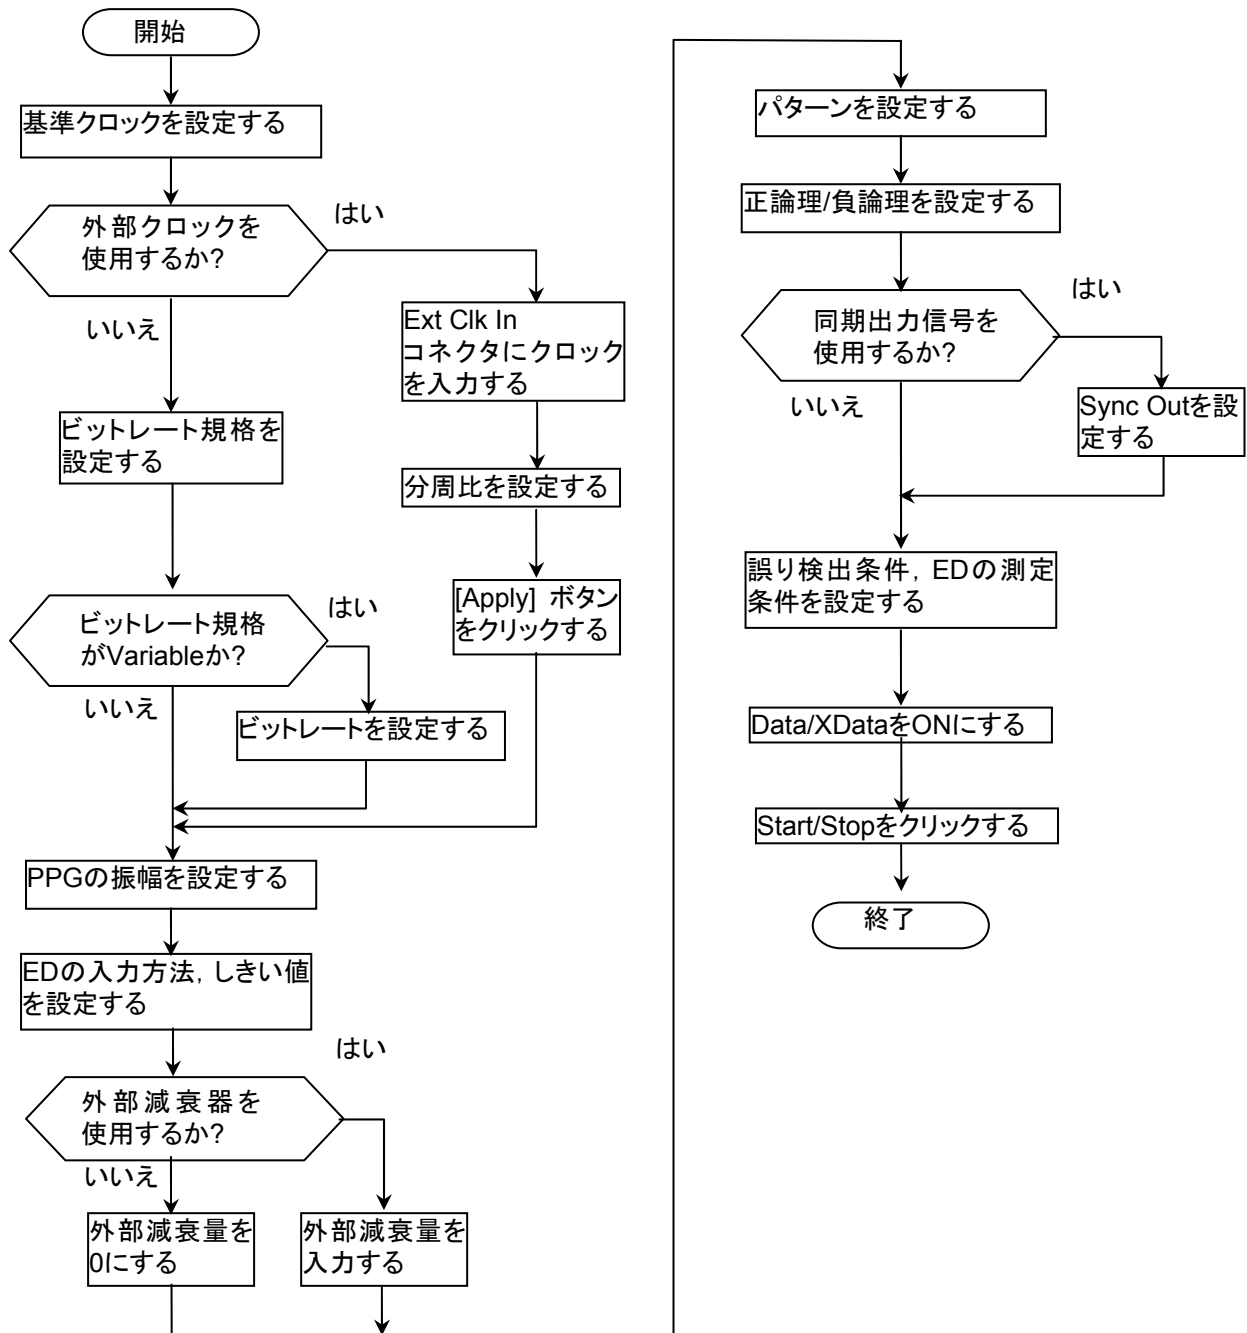 開始
基準クロックを設定する
外部クロックを
使用するか?
はい
いいえ
Ext Clk In
コネクタにクロック
を入力する
ビットレート規格を
設定する
分周比を設定する
[Apply] ボタン
をクリックする
ビットレート規格
がVariableか?
はい
いいえ
ビットレートを設定する
PPGの振幅を設定する
EDの入力方法, しきい値
を設定する
外部減衰器を
使用するか?
はい
いいえ
外部減衰量を
0にする
外部減衰量を
入力する
パターンを設定する
正論理/負論理を設定する
同期出力信号を
使用するか?
はい
いいえ
Sync Outを設
定する
誤り検出条件, EDの測定
条件を設定する
Data/XDataをONにする
Start/Stopをクリックする
終了